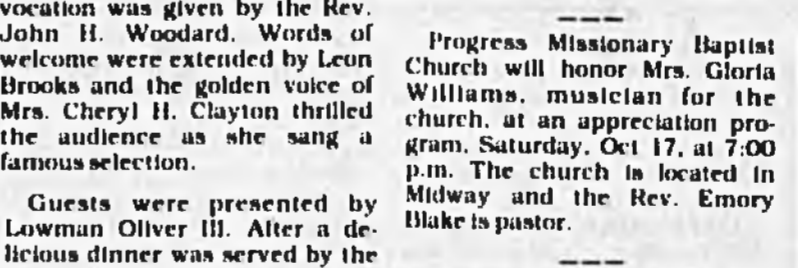 vocation was given by the Rev.
John H. Woodard. Words of
welcome were extended by Leon
Brooks and the golden voice of
Mrs. Cheryl H. Clayton thrilled
the audience as she sang a
famous selection.
Guests were presented by
Lowman Oliver III. After a de-
licious dinner was served by the
Progress Missionary Baptist
Church will honor Mrs. Gloria
Williams, musician for the
church, at an appreciation pro-
gram, Saturday, Oct 17, at 7:00
p.m. The church is located in
Midway and the Rev. Emory
Blake is pastor.